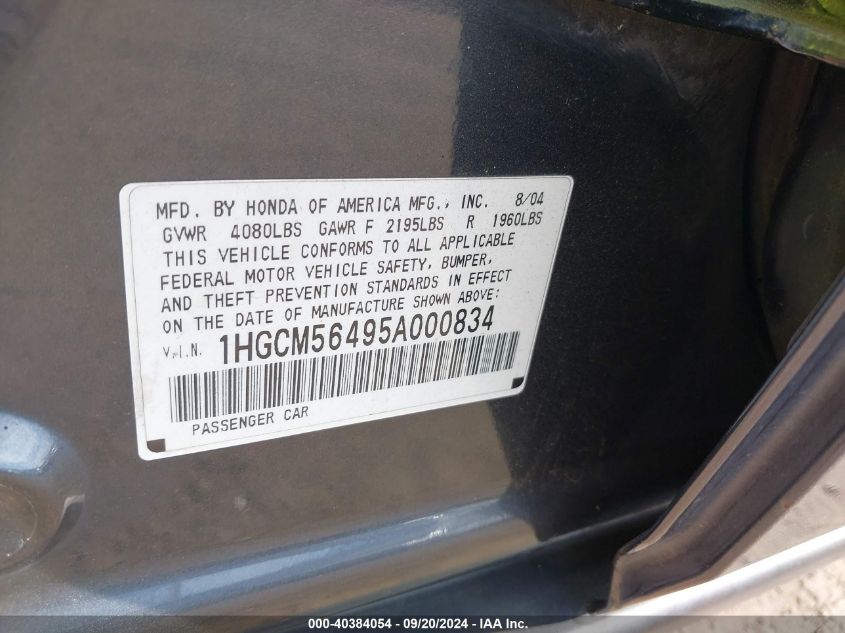 MFD. BY HONDA OF AMERICA MFG., INC. 8/04
GVWR 4080LBS GAWR F 2195LBS R 1960LBS
THIS VEHICLE CONFORMS TO ALL APPLICABLE
FEDERAL MOTOR VEHICLE SAFETY, BUMPER,
AND THEFT PREVENTION STANDARDS IN EFFECT
ON THE DATE OF MANUFACTURE SHOWN ABOVE:
V.I.N. 1HGCM56495A000834
PASSENGER CAR
000-40384054 - 09/20/2024 - IAA Inc.